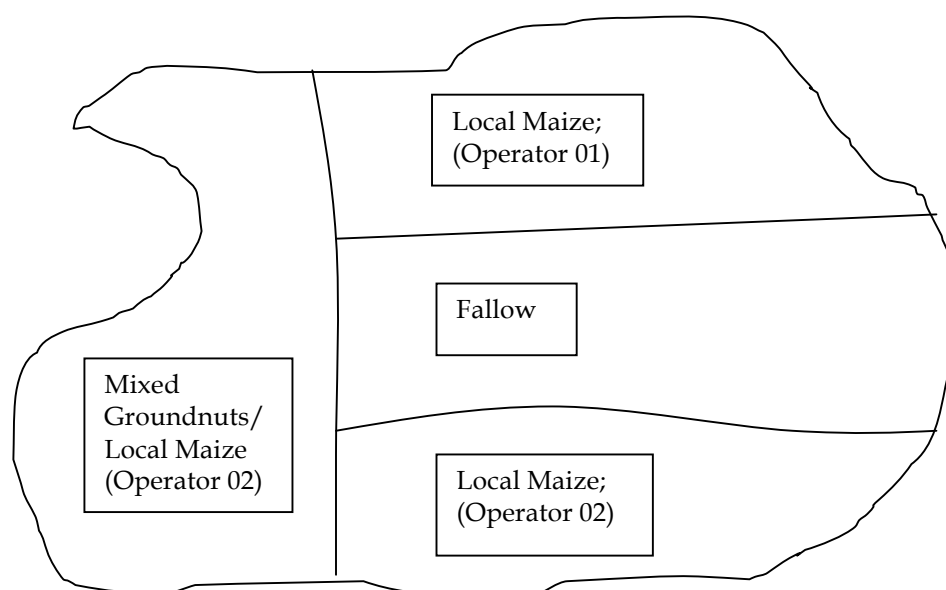 Local Maize;
(Operator 01)
Fallow
Mixed
Groundnuts/
Local Maize
(Operator 02)
Local Maize;
(Operator 02)